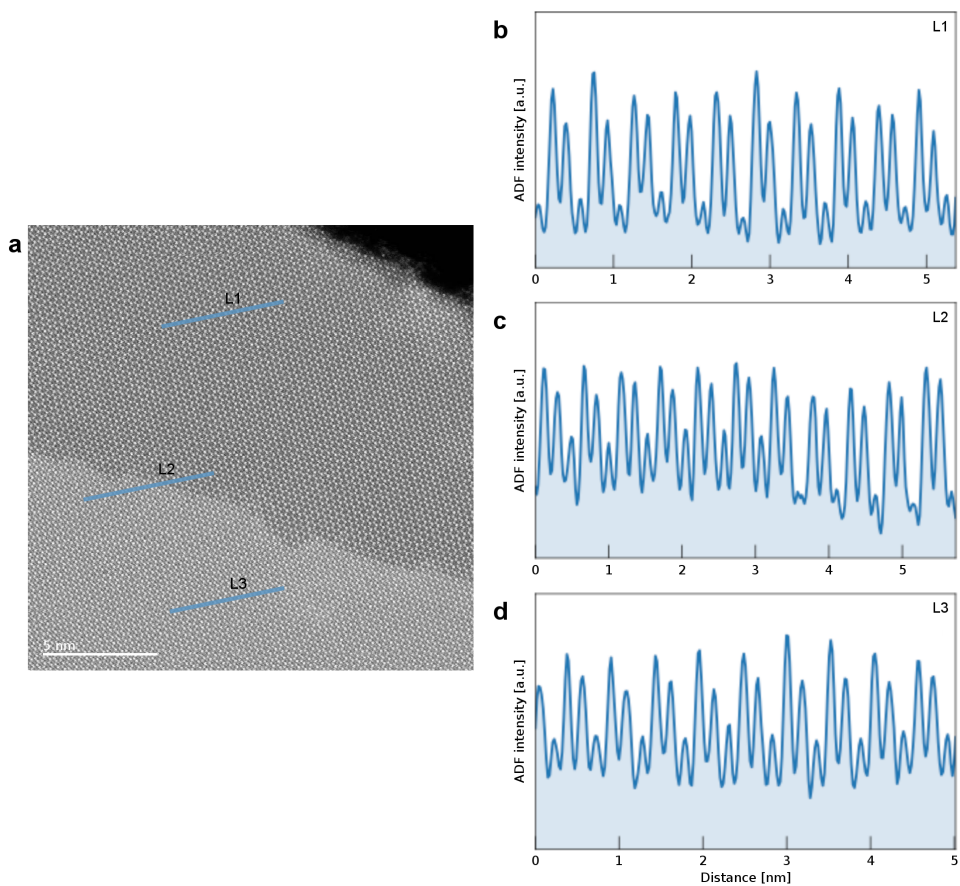 a
L1
L2
L3
5 nm
b
L1
ADF intensity [a.u.]
0 1 2 3 4 5
c
L2
ADF intensity [a.u.]
0 1 2 3 4 5
d
L3
ADF intensity [a.u.]
0 1 2 3 4 5
Distance [nm]